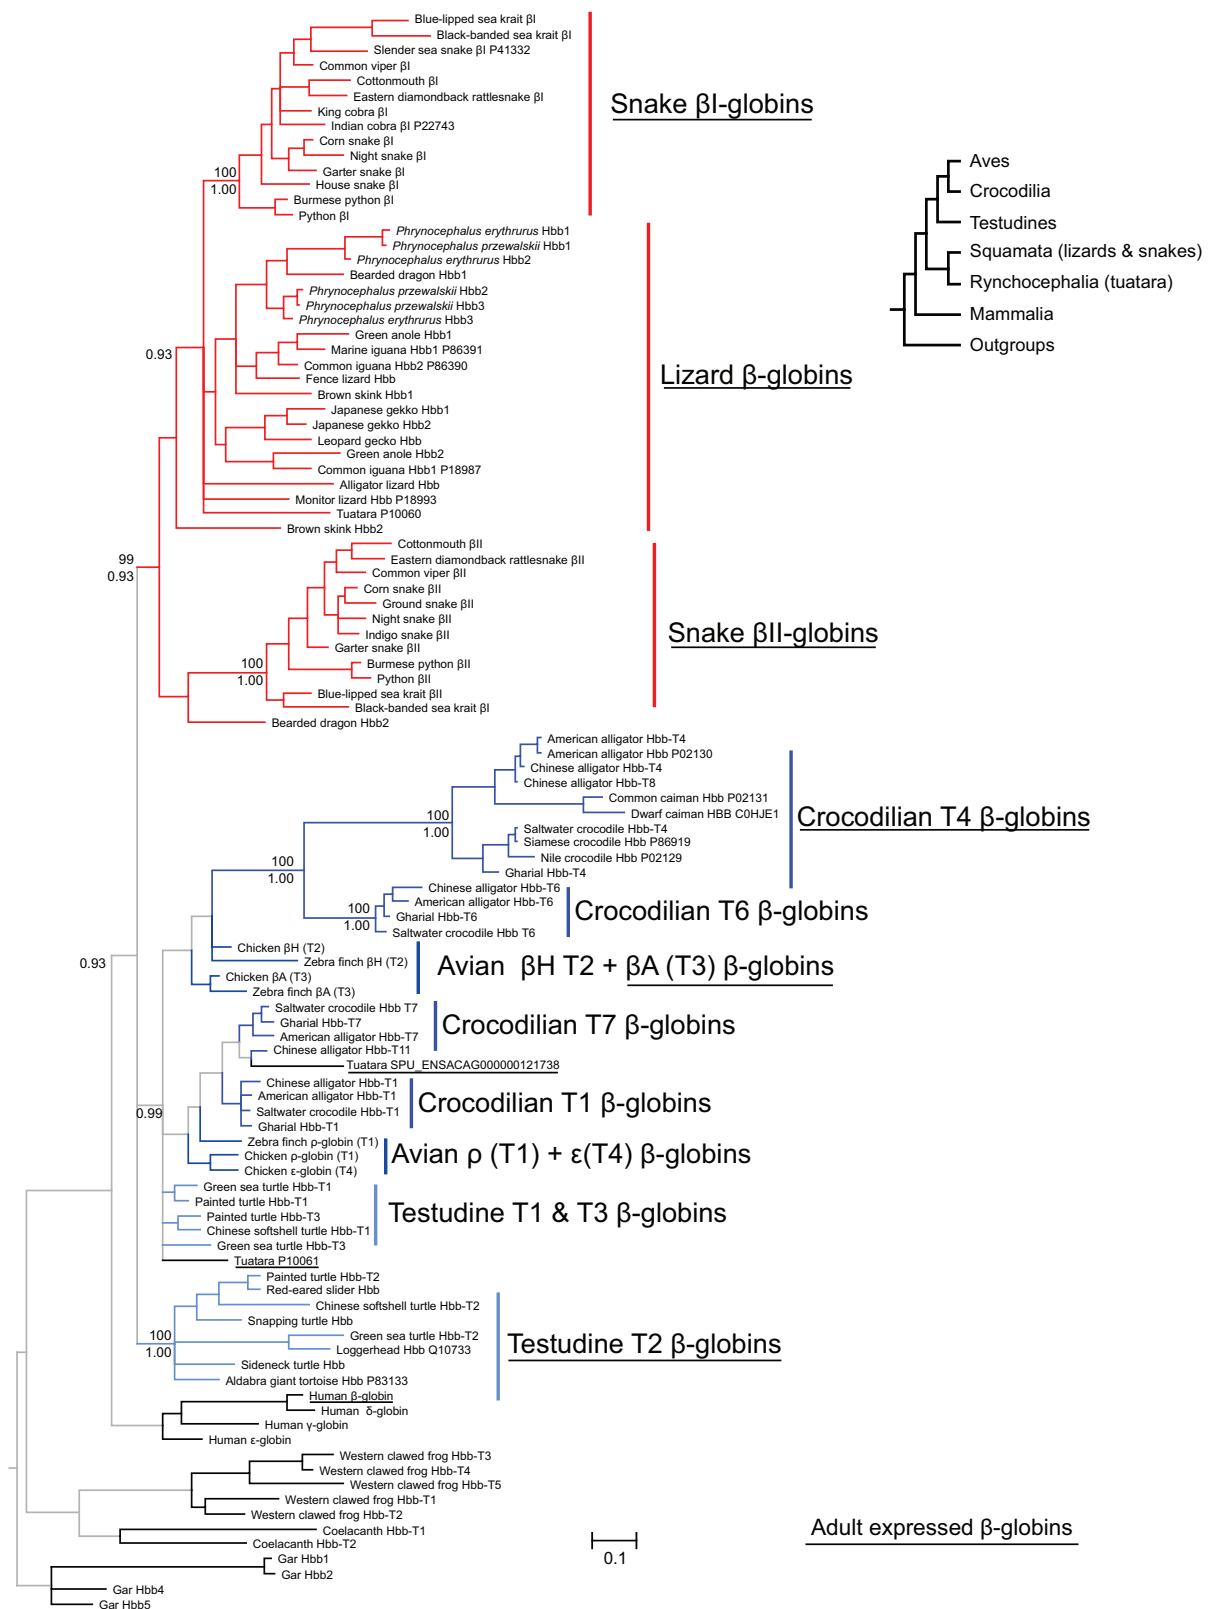 Blue-lipped sea krait βI
Black-banded sea krait βI
Slender sea snake βI P41332
Common viper βI
Cottonmouth βI
Eastern diamondback rattlesnake βI
King cobra βI
Indian cobra βI P22743
Corn snake βI
Night snake βI
Garter snake βI
House snake βI
Burmese python βI
Python βI
100
1.00
Snake βI-globins
Aves
Crocodilia
Testudines
Squamata (lizards & snakes)
Rynchocephalia (tuatara)
Mammalia
Outgroups
Phrynocephalus erythrurus Hbb1
Phrynocephalus przewalskii Hbb1
Phrynocephalus erythrurus Hbb2
Bearded dragon Hbb1
Phrynocephalus przewalskii Hbb2
Phrynocephalus przewalskii Hbb3
Phrynocephalus erythrurus Hbb3
Green anole Hbb1
Marine iguana Hbb1 P86391
Common iguana Hbb2 P86390
Fence lizard Hbb
Brown skink Hbb1
Japanese gekko Hbb1
Japanese gekko Hbb2
Leopard gecko Hbb
Green anole Hbb2
Common iguana Hbb1 P18987
Alligator lizard Hbb
Monitor lizard Hbb P18993
Tuatara P10060
Brown skink Hbb2
0.93
Lizard β-globins
99
0.93
Cottonmouth βII
Eastern diamondback rattlesnake βII
Common viper βII
Corn snake βII
Ground snake βII
Night snake βII
Indigo snake βII
Garter snake βII
Burmese python βII
Python βII
Blue-lipped sea krait βII
Black-banded sea krait βI
Bearded dragon Hbb2
100
1.00
Snake βII-globins
American alligator Hbb-T4
American alligator Hbb P02130
Chinese alligator Hbb-T4
Chinese alligator Hbb-T8
Common caiman Hbb P02131
Dwarf caiman HBB C0HJE1
Saltwater crocodile Hbb-T4
Siamese crocodile Hbb P86919
Nile crocodile Hbb P02129
Gharial Hbb-T4
100
1.00
Crocodilian T4 β-globins
100
1.00
Chinese alligator Hbb-T6
American alligator Hbb-T6
Gharial Hbb-T6
Saltwater crocodile Hbb T6
100
1.00
Crocodilian T6 β-globins
Chicken βH (T2)
Zebra finch βH (T2)
Chicken βA (T3)
Zebra finch βA (T3)
Avian βH T2 + βA (T3) β-globins
0.93
Saltwater crocodile Hbb T7
Gharial Hbb-T7
American alligator Hbb-T7
Chinese alligator Hbb-T11
Crocodilian T7 β-globins
Tuatara SPU_ENSACAG000000121738
Chinese alligator Hbb-T1
American alligator Hbb-T1
Saltwater crocodile Hbb-T1
Gharial Hbb-T1
Crocodilian T1 β-globins
0.99
Zebra finch ρ-globin (T1)
Chicken ρ-globin (T1)
Chicken ε-globin (T4)
Avian ρ (T1) + ε(T4) β-globins
Green sea turtle Hbb-T1
Painted turtle Hbb-T1
Painted turtle Hbb-T3
Chinese softshell turtle Hbb-T1
Green sea turtle Hbb-T3
Testudine T1 & T3 β-globins
Tuatara P10061
Painted turtle Hbb-T2
Red-eared slider Hbb
Chinese softshell turtle Hbb-T2
Snapping turtle Hbb
Green sea turtle Hbb-T2
Loggerhead Hbb Q10733
Sideneck turtle Hbb
Aldabra giant tortoise Hbb P83133
100
1.00
Testudine T2 β-globins
Human β-globin
Human δ-globin
Human γ-globin
Human ε-globin
Western clawed frog Hbb-T3
Western clawed frog Hbb-T4
Western clawed frog Hbb-T5
Western clawed frog Hbb-T1
Western clawed frog Hbb-T2
Coelacanth Hbb-T1
Coelacanth Hbb-T2
Gar Hbb1
Gar Hbb2
Gar Hbb4
Gar Hbb5
0.1
Adult expressed β-globins